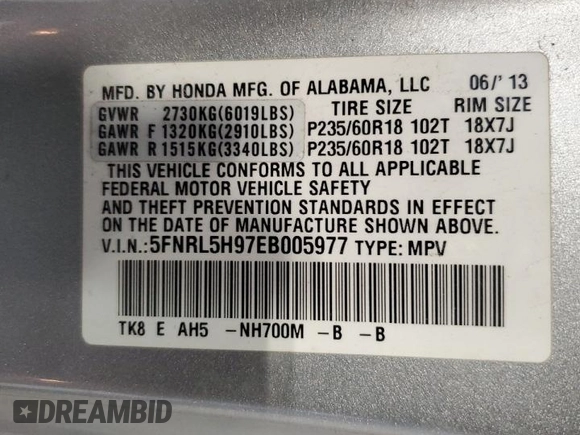 MFD. BY HONDA MFG. OF ALABAMA, LLC 06/' 13
GVWR 2730KG(6019LBS) TIRE SIZE RIM SIZE
GAWR F 1320KG(2910LBS) P235/60R18 102T 18X7J
GAWR R 1515KG(3340LBS) P235/60R18 102T 18X7J
THIS VEHICLE CONFORMS TO ALL APPLICABLE
FEDERAL MOTOR VEHICLE SAFETY
AND THEFT PREVENTION STANDARDS IN EFFECT
ON THE DATE OF MANUFACTURE SHOWN ABOVE.
V.I.N.:5FNRL5H97EB005977 TYPE: MPV
TK8 E AH5 -NH700M -B -B
DREAMBID